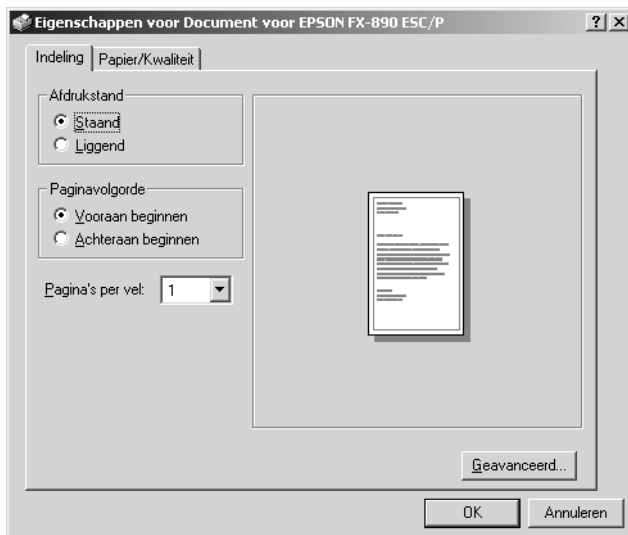 Eigenschappen voor Document voor EPSON FX-890 ESC/P
Indeling
Papier/Kwaliteit
Afdrukstand
Staand
Liggend
Paginavolgorde
Vooraan beginnen
Achteraan beginnen
Pagina's per vel: 1
Geavanceerd...
OK
Annuleren